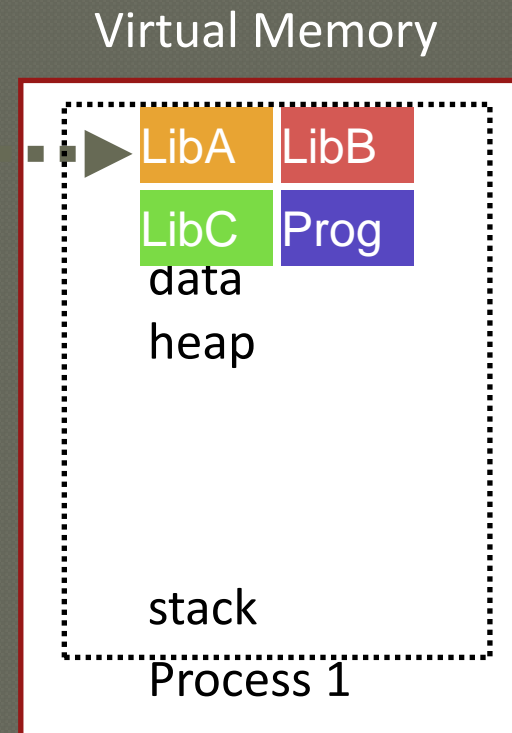 Virtual Memory
LibA LibB
LibC Prog
data
heap
stack
Process 1